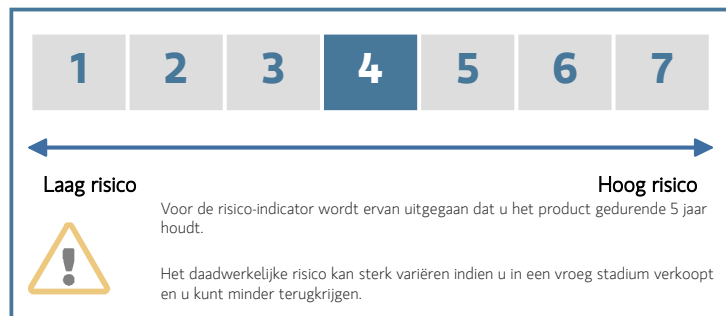 1 2 3 4 5 6 7
Laag risico Hoog risico
Voor de risico-indicator wordt ervan uitgegaan dat u het product gedurende 5 jaar
houdt.
Het daadwerkelijke risico kan sterk variëren indien u in een vroeg stadium verkoopt
en u kunt minder terugkrijgen.